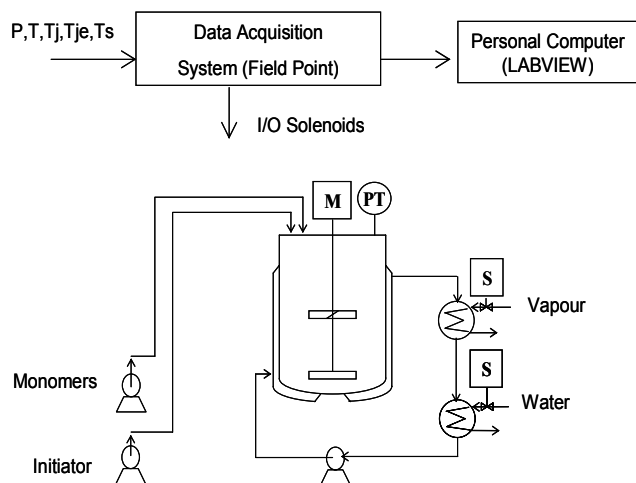 P,T,Tj,Tje,Ts
Data Acquisition
System (Field Point)
Personal Computer
(LABVIEW)
I/O Solenoids
M
PT
S
Vapour
S
Water
Monomers
Initiator